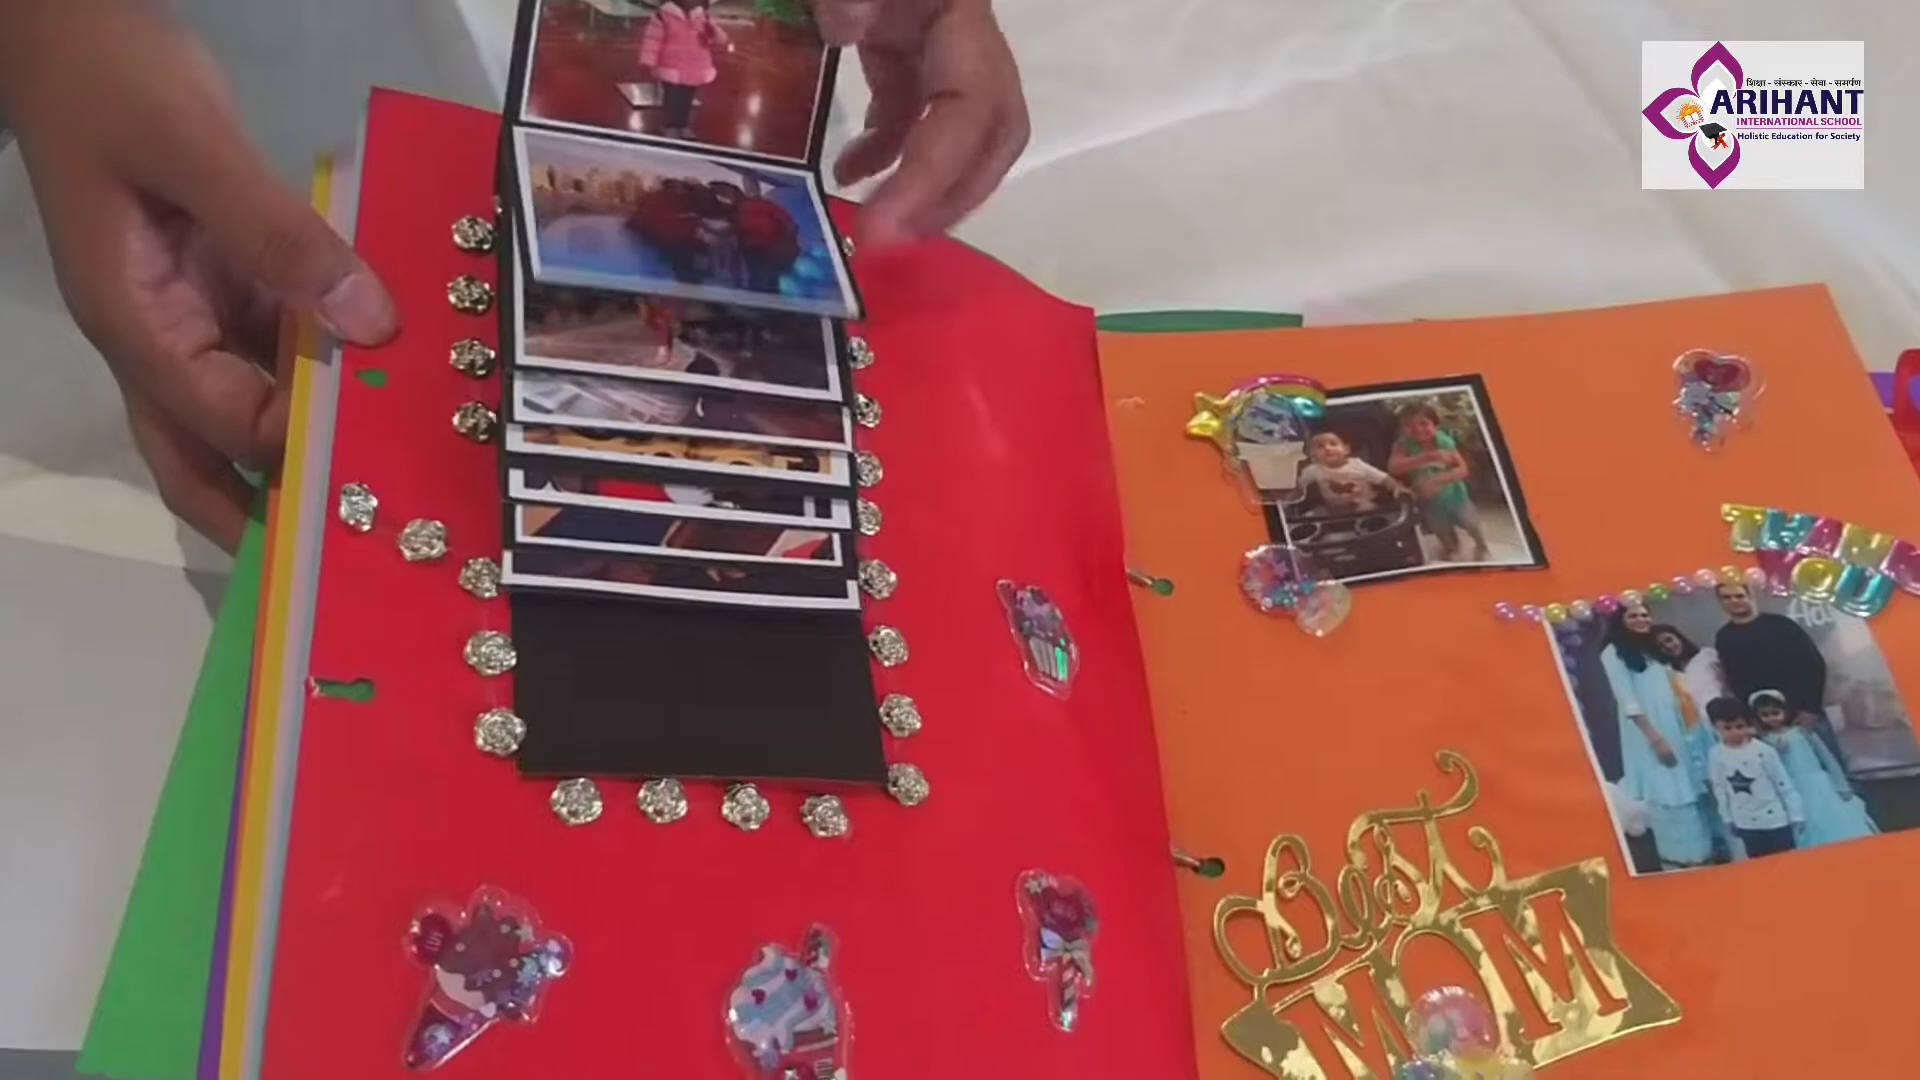 शिक्षा - संस्कार - सेवा - समर्पण
ARIHANT
INTERNATIONAL SCHOOL
Holistic Education for Society
THANK
YOU
Best
MOM